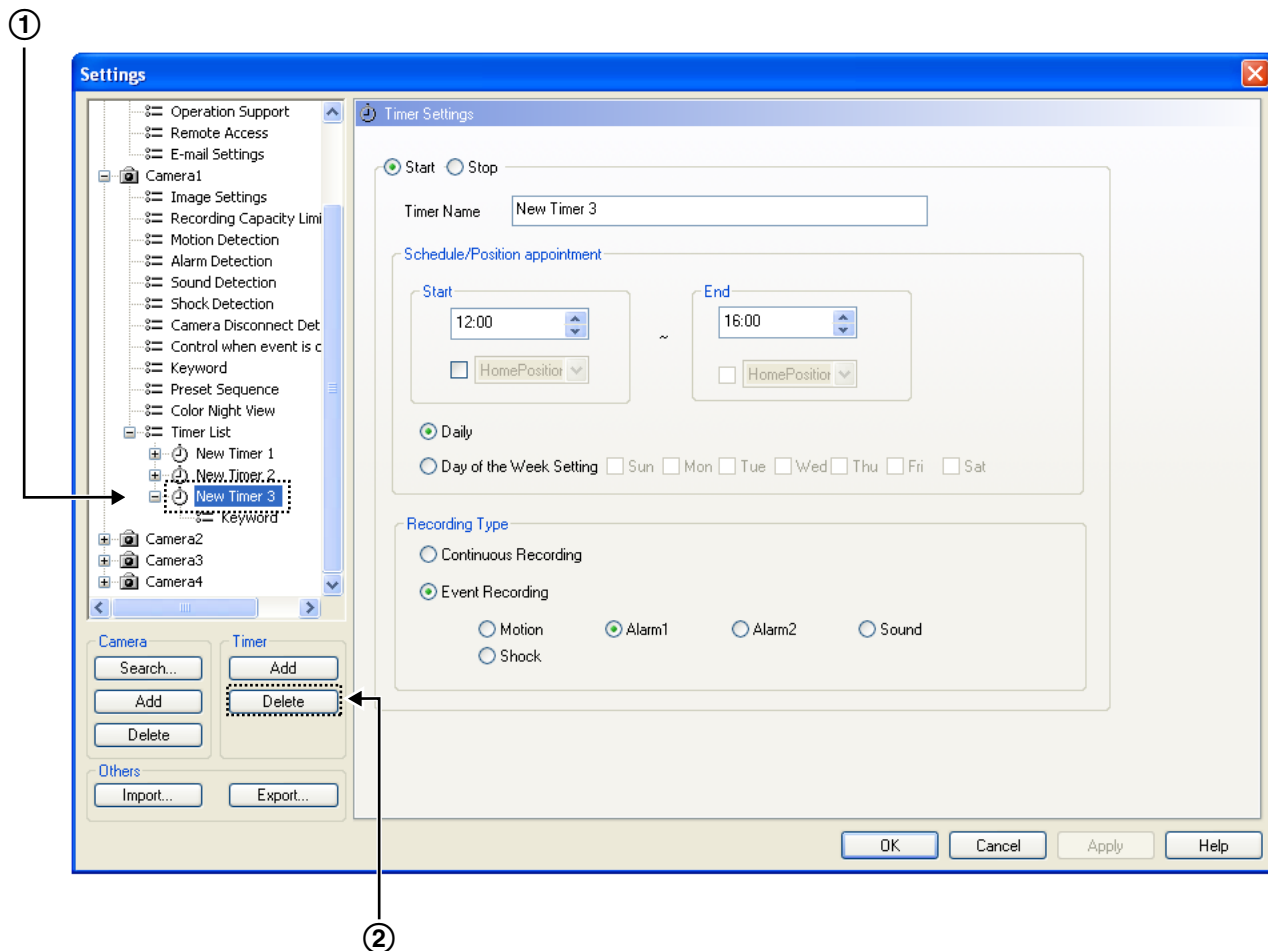 ①
Settings
Operation Support
Remote Access
E-mail Settings
Camera1
Image Settings
Recording Capacity Limi
Motion Detection
Alarm Detection
Sound Detection
Shock Detection
Camera Disconnect Det
Control when event is c
Keyword
Preset Sequence
Color Night View
Timer List
New Timer 1
New Timer 2
New Timer 3
Keyword
Camera2
Camera3
Camera4
Camera
Search...
Add
Delete
Timer
Add
Delete
Others
Import...
Export...
Timer Settings
Start Stop
Timer Name New Timer 3
Schedule/Position appointment
Start
12:00
HomePosition
~
End
16:00
HomePosition
Daily
Day of the Week Setting Sun Mon Tue Wed Thu Fri Sat
Recording Type
Continuous Recording
Event Recording
Motion Alarm1 Alarm2 Sound
Shock
OK Cancel Apply Help
②